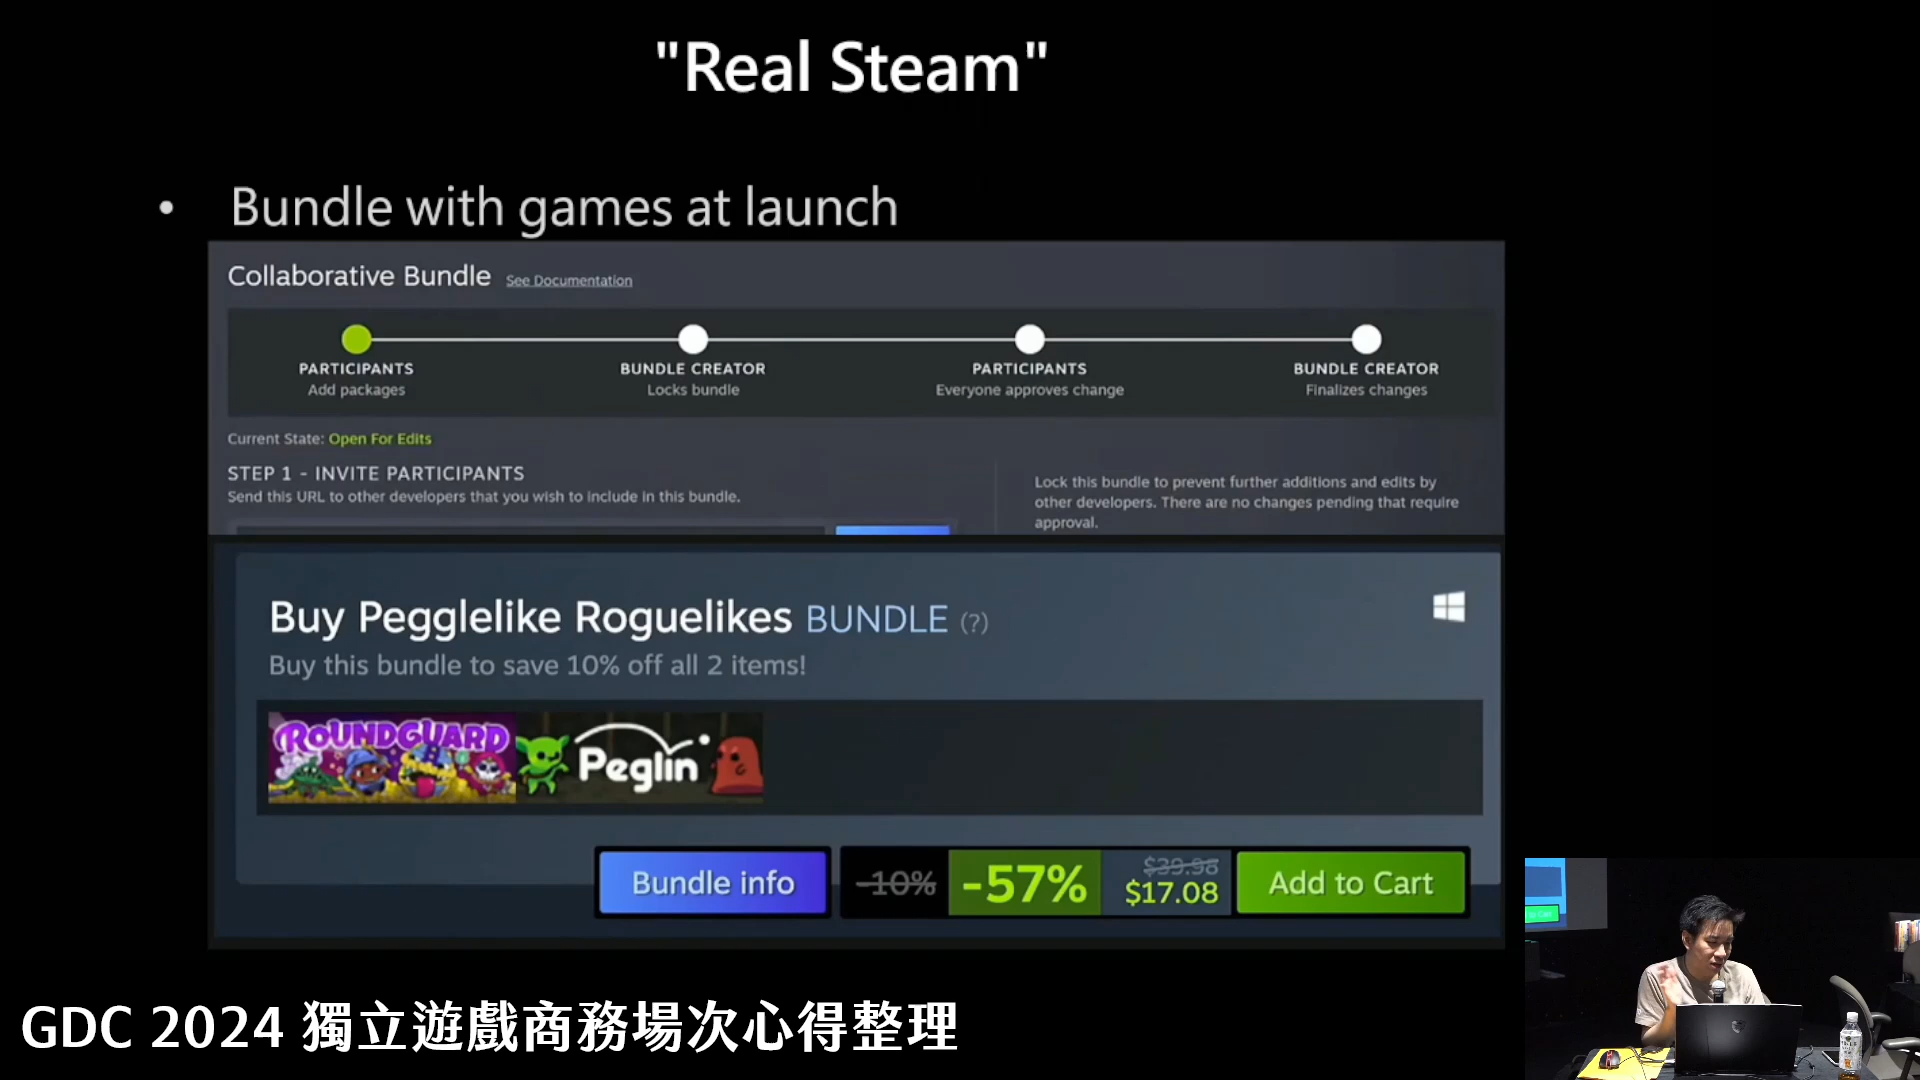 "Real Steam"
• Bundle with games at launch
Collaborative Bundle See Documentation
PARTICIPANTS
Add packages
BUNDLE CREATOR
Locks bundle
PARTICIPANTS
Everyone approves change
BUNDLE CREATOR
Finalizes changes
Current State: Open For Edits
STEP 1 - INVITE PARTICIPANTS
Send this URL to other developers that you wish to include in this bundle.
Lock this bundle to prevent further additions and edits by
other developers. There are no changes pending that require
approval.
Buy Pegglelike Roguelikes BUNDLE (?)
Buy this bundle to save 10% off all 2 items!
ROUNDGUARD
Peglin
Bundle info
-10%
-57%
$39.98
$17.08
Add to Cart
GDC 2024 獨立遊戲商務場次心得整理